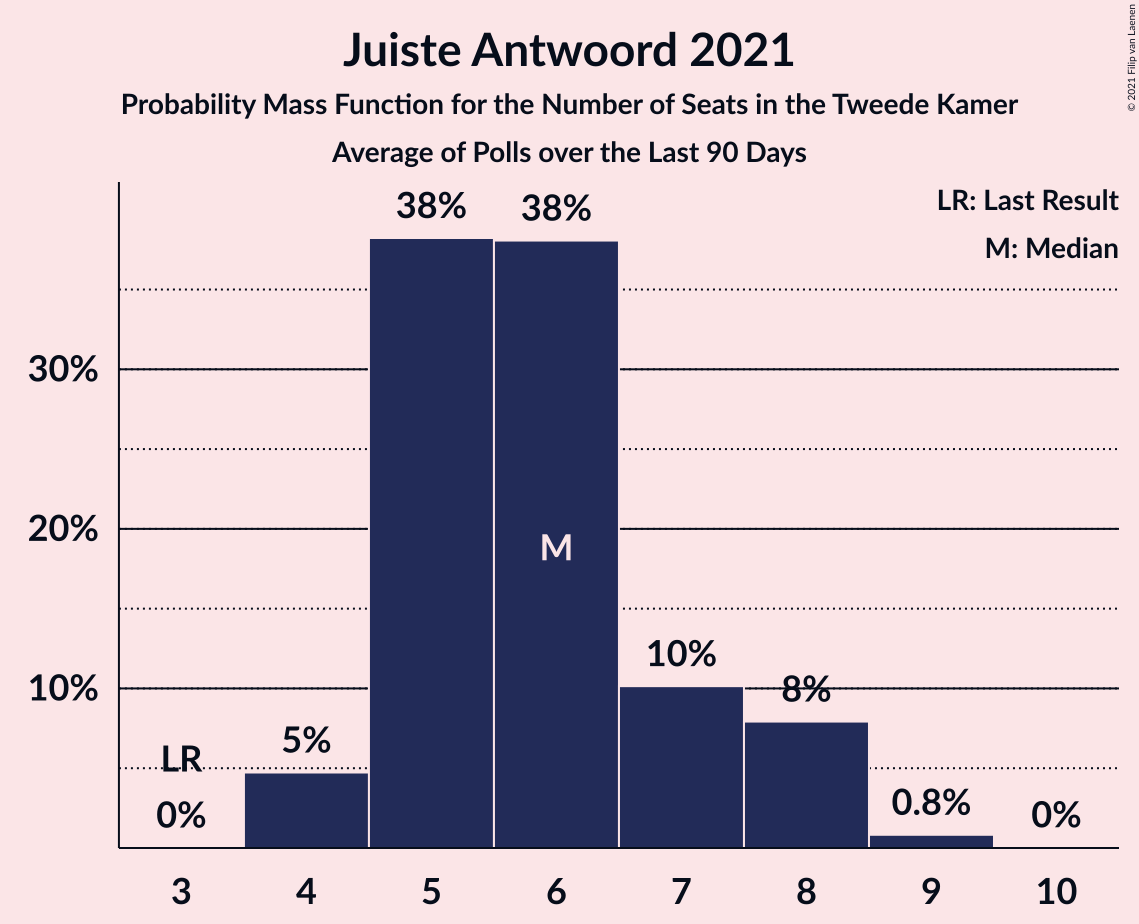 Juiste Antwoord 2021
Probability Mass Function for the Number of Seats in the Tweede Kamer
Average of Polls over the Last 90 Days
© 2021 Filip van Laenen
LR: Last Result
M: Median
38%
38%
30%
20%
M
10%
10%
8%
5%
LR
0%
0.8%
0%
3 4 5 6 7 8 9 10